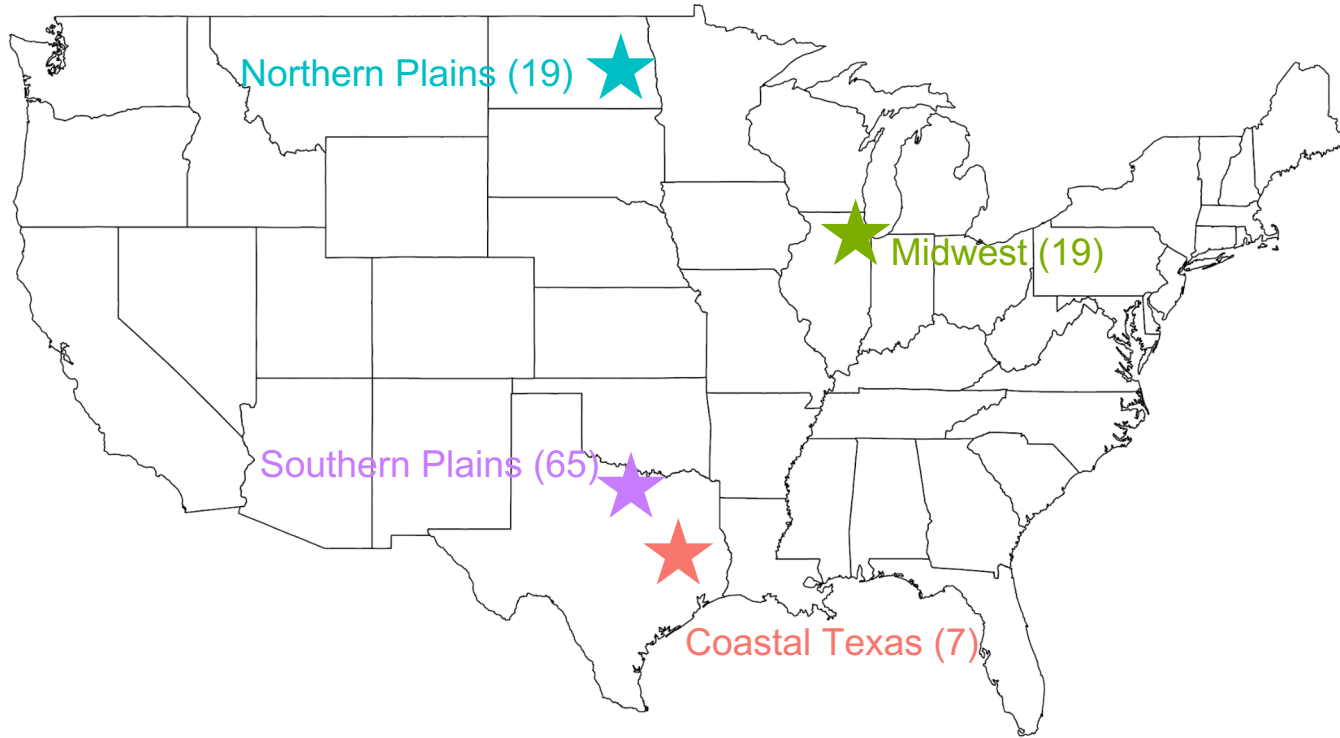 Northern Plains (19)
Midwest (19)
Southern Plains (65)
Coastal Texas (7)